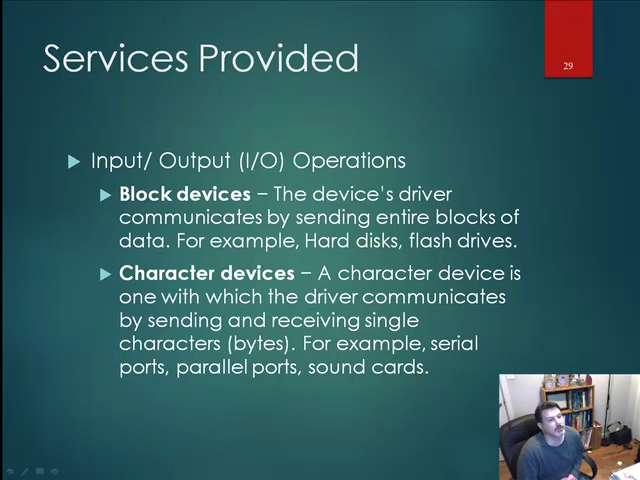 Services Provided
29
Input/ Output (I/O) Operations
Block devices – The device's driver
communicates by sending entire blocks of
data. For example, Hard disks, flash drives.
Character devices – A character device is
one with which the driver communicates
by sending and receiving single
characters (bytes). For example, serial
ports, parallel ports, sound cards.